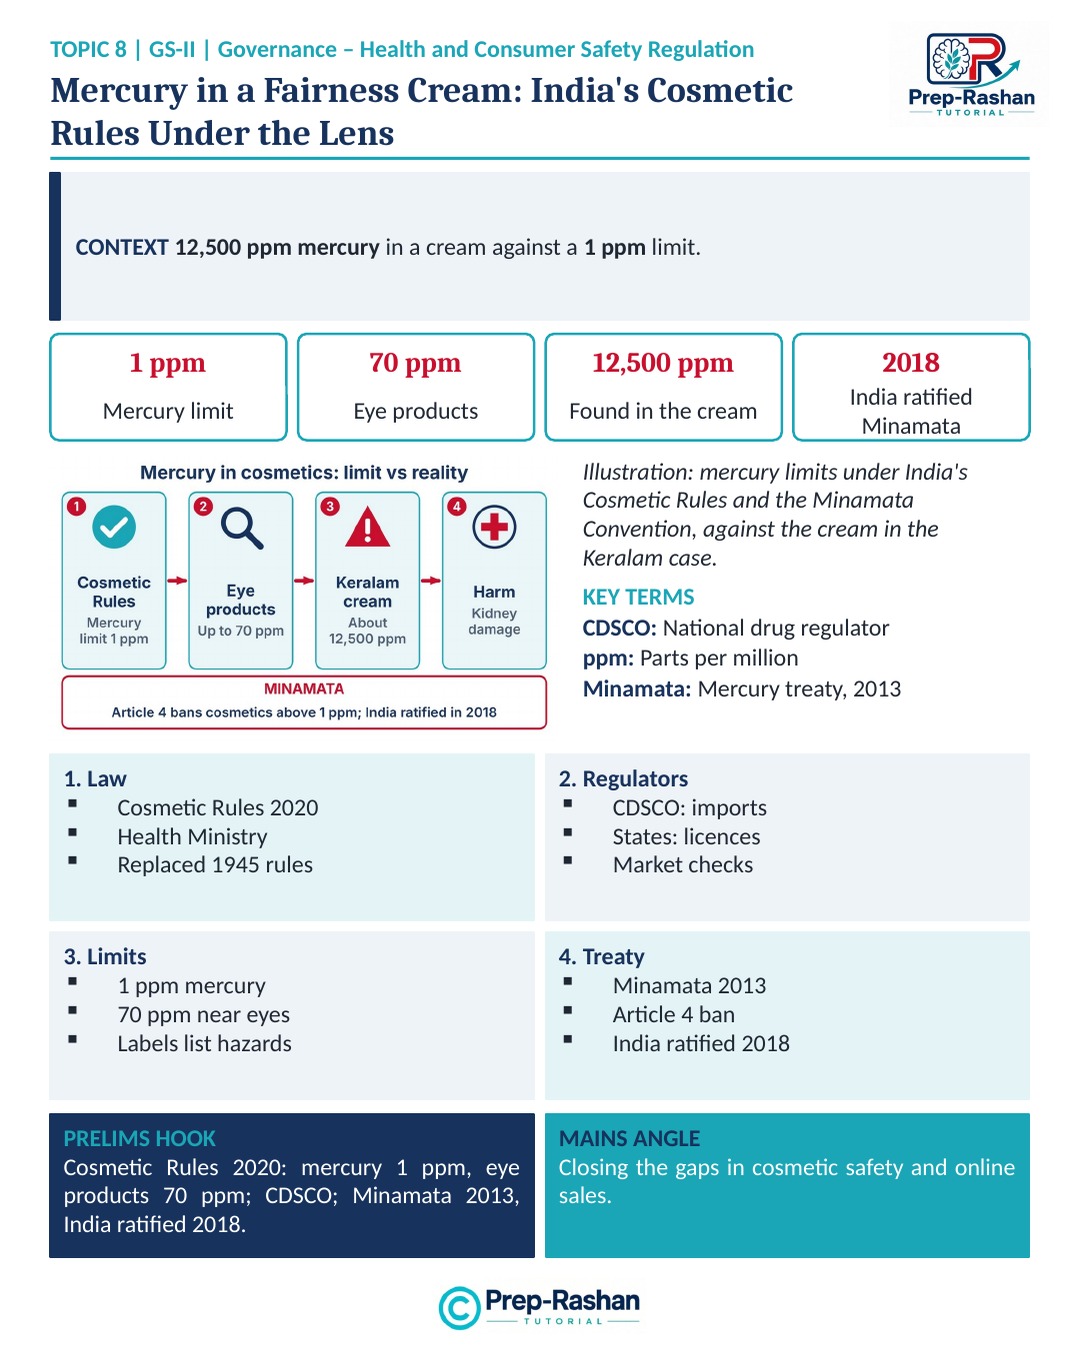 TOPIC 8 | GS-II | Governance – Health and Consumer Safety Regulation
Mercury in a Fairness Cream: India's Cosmetic
Rules Under the Lens
Prep-Rashan
TUTORIAL
CONTEXT 12,500 ppm mercury in a cream against a 1 ppm limit.
1 ppm
Mercury limit
70 ppm
Eye products
12,500 ppm
Found in the cream
2018
India ratified
Minamata
Mercury in cosmetics: limit vs reality
1
Cosmetic
Rules
Mercury
limit 1 ppm
2
Eye
products
Up to 70 ppm
3
Keralam
cream
About
12,500 ppm
4
Harm
Kidney
damage
MINAMATA
Article 4 bans cosmetics above 1 ppm; India ratified in 2018
Illustration: mercury limits under India's
Cosmetic Rules and the Minamata
Convention, against the cream in the
Keralam case.
KEY TERMS
CDSCO: National drug regulator
ppm: Parts per million
Minamata: Mercury treaty, 2013
1. Law
▪ Cosmetic Rules 2020
▪ Health Ministry
▪ Replaced 1945 rules
2. Regulators
▪ CDSCO: imports
▪ States: licences
▪ Market checks
3. Limits
▪ 1 ppm mercury
▪ 70 ppm near eyes
▪ Labels list hazards
4. Treaty
▪ Minamata 2013
▪ Article 4 ban
▪ India ratified 2018
PRELIMS HOOK
Cosmetic Rules 2020: mercury 1 ppm, eye
products 70 ppm; CDSCO; Minamata 2013,
India ratified 2018.
MAINS ANGLE
Closing the gaps in cosmetic safety and online
sales.
© Prep-Rashan
TUTORIAL